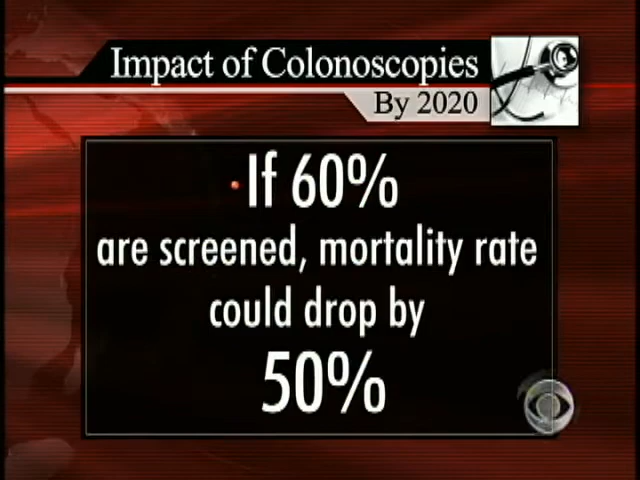 Impact of Colonoscopies
By 2020
If 60%
are screened, mortality rate
could drop by
50%